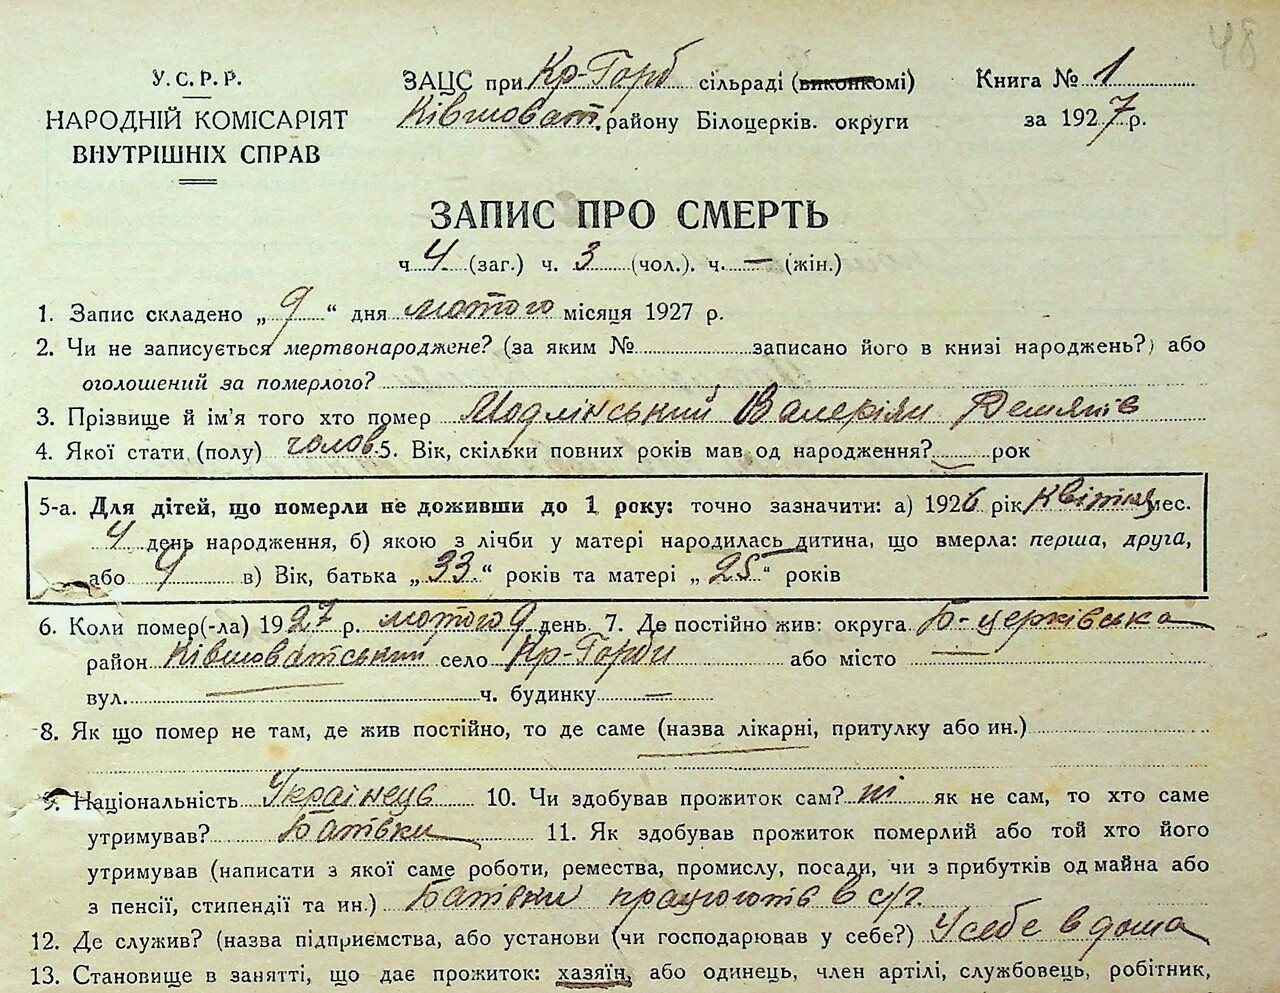 48
У.С.Р.Р.
НАРОДНІЙ КОМІСАРІЯТ
ВНУТРІШНІХ СПРАВ
ЗАЦС при Кр-Горб сільраді (виконкомі)
Ківшоват. району Білоцерків. округи
Книга № 1
за 1927 р.
ЗАПИС ПРО СМЕРТЬ
ч 4 (заг.) ч. 3 (чол.). ч. — (жін.)
1. Запис складено „ 9 “ дня лютого місяця 1927 р.
2. Чи не записується мертвонароджене? (за яким № записано його в книзі народжень?) або
оголошений за померлого?
3. Прізвище й ім'я того хто помер Модлінський Валеріян
4. Якої стати (полу) голов 5. Вік, скільки повних років мав од народження? рок
5-а. Для дітей, що померли не доживши до 1 року: точно зазначити: а) 1926 рік Квітня мес.
4 день народження, б) якою з лічби у матері народилась дитина, що вмерла: перша, друга,
або 4 в) Вік, батька „ 33 “ років та матері „ 25 “ років
6. Коли помер(-ла) 1927 р. лютого 9 день 7. Де постійно жив: округа Б-церківська
район Ківшоватський село Кр-Горби або місто
вул. — ч. будинку —
8. Як що помер не там, де жив постійно, то де саме (назва лікарні, притулку або ин.)
9. Національність Українець 10. Чи здобував прожиток сам? ні як не сам, то хто саме
утримував? Батівки 11. Як здобував прожиток померлий або той хто його
утримував (написати з якої саме роботи, ремества, промислу, посади, чи з прибутків од майна або
з пенсії, стипендії та ин.) Батівки працюютів в с/г.
12. Де служив? (назва підприємства, або установи (чи господарював у себе?) У себе в дома
13. Становище в занятті, що дає прожиток: хазяїн, або одинець, член артілі, службовець, робітник,